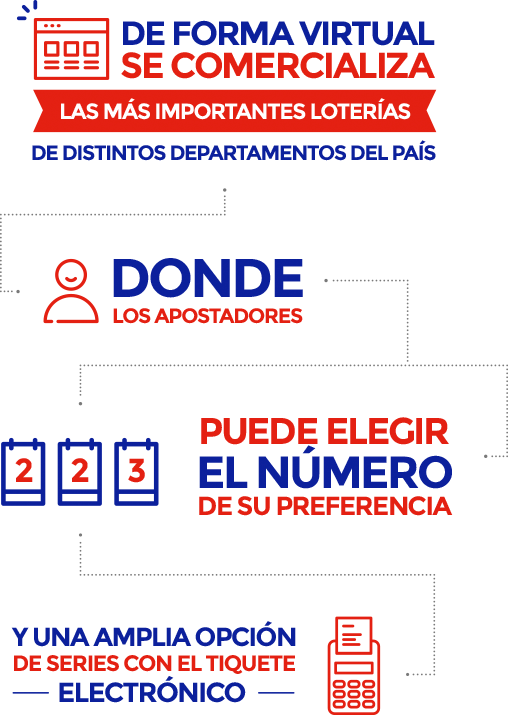 DE FORMA VIRTUAL
SE COMERCIALIZA
LAS MÁS IMPORTANTES LOTERÍAS
DE DISTINTOS DEPARTAMENTOS DEL PAÍS
DONDE
LOS APOSTADORES
2 2 3
PUEDE ELEGIR
EL NÚMERO
DE SU PREFERENCIA
Y UNA AMPLIA OPCIÓN
DE SERIES CON EL TIQUETE
ELECTRÓNICO